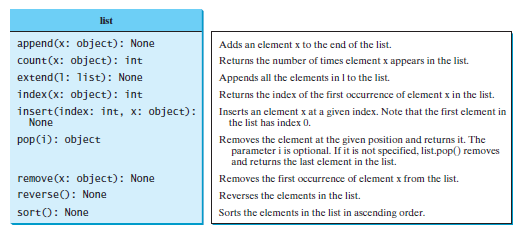 list
append(x: object): None
Adds an element x to the end of the list.
count(x: object): int
Returns the number of times element x appears in the list.
extend(l: list): None
Appends all the elements in l to the list.
index(x: object): int
Returns the index of the first occurrence of element x in the list.
insert(index: int, x: object):
None
Inserts an element x at a given index. Note that the first element in
the list has index 0.
pop(i): object
Removes the element at the given position and returns it. The
parameter i is optional. If it is not specified, list.pop() removes
and returns the last element in the list.
remove(x: object): None
Removes the first occurrence of element x from the list.
reverse(): None
Reverses the elements in the list.
sort(): None
Sorts the elements in the list in ascending order.